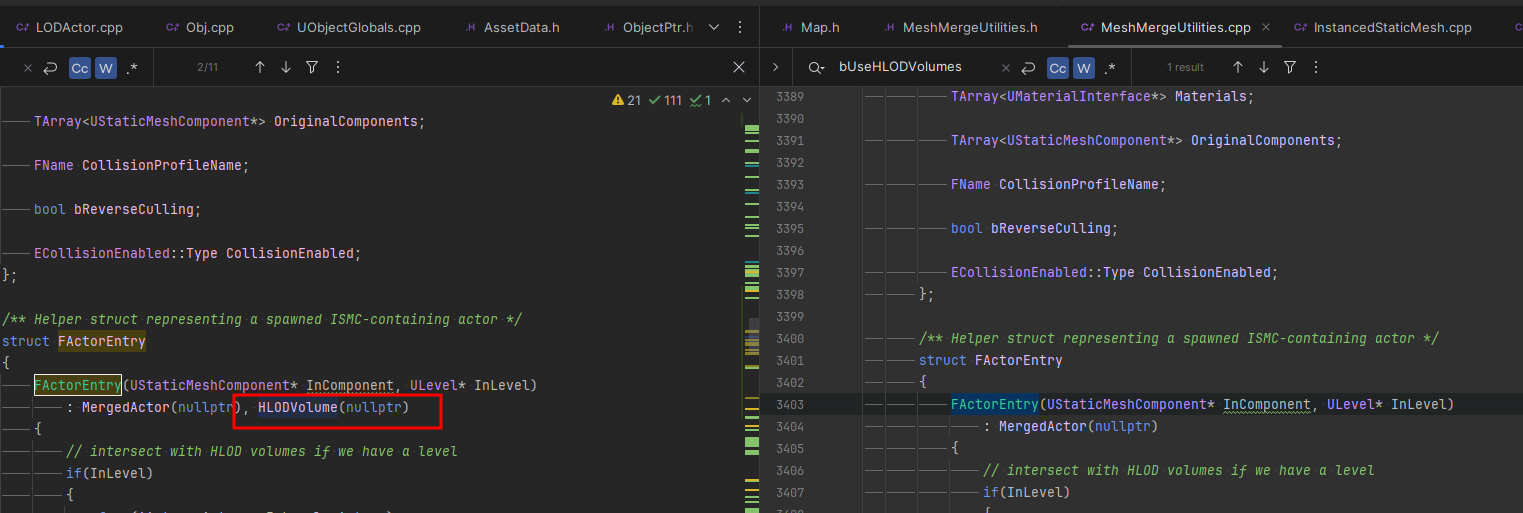 LODActor.cpp
Obj.cpp
UObjectGlobals.cpp
AssetData.h
ObjectPtr.h
Cc
W
.*
2/11
21
111
1
TArray<UStaticMeshComponent*> OriginalComponents;
FName CollisionProfileName;
bool bReverseCulling;
ECollisionEnabled::Type CollisionEnabled;
};
/** Helper struct representing a spawned ISMC-containing actor */
struct FActorEntry
{
FActorEntry(UStaticMeshComponent* InComponent, ULevel* InLevel)
: MergedActor(nullptr), HLODVolume(nullptr)
{
// intersect with HLOD volumes if we have a level
if(InLevel)
{
Map.h
MeshMergeUtilities.h
MeshMergeUtilities.cpp
InstancedStaticMesh.cpp
bUseHLODVolumes
Cc
W
.*
1 result
3389 TArray<UMaterialInterface*> Materials;
3390
3391 TArray<UStaticMeshComponent*> OriginalComponents;
3392
3393 FName CollisionProfileName;
3394
3395 bool bReverseCulling;
3396
3397 ECollisionEnabled::Type CollisionEnabled;
3398 };
3399
3400 /** Helper struct representing a spawned ISMC-containing actor */
3401 struct FActorEntry
3402 {
3403 FActorEntry(UStaticMeshComponent* InComponent, ULevel* InLevel)
3404 : MergedActor(nullptr)
3405 {
3406 // intersect with HLOD volumes if we have a level
3407 if(InLevel)